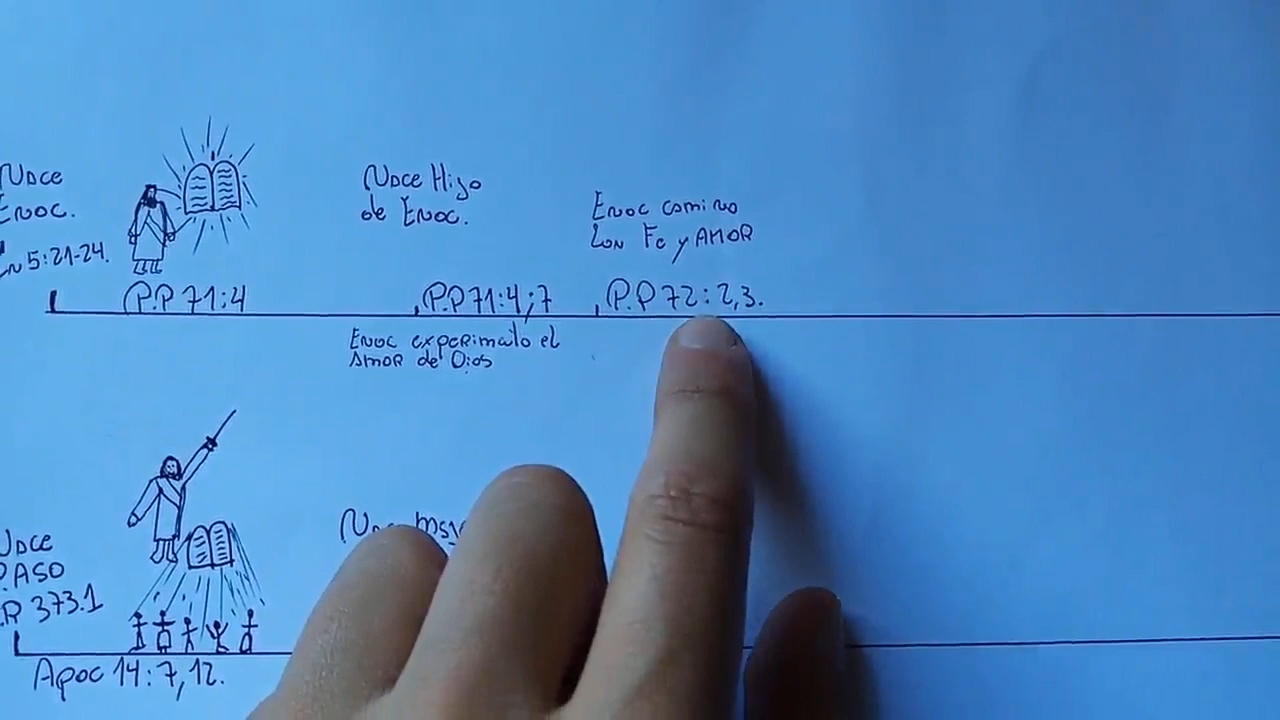 Nace
Enoc.
5:21-24.
P.P 71:4
Nace Hijo
de Enoc.
P.P 71:4;7
Enoc experimato el
Amor de Dios
Enoc camino
con Fe y AMOR
P.P 72:2,3.
Nace
PASO
P.R 373.1
Apoc 14:7,12.